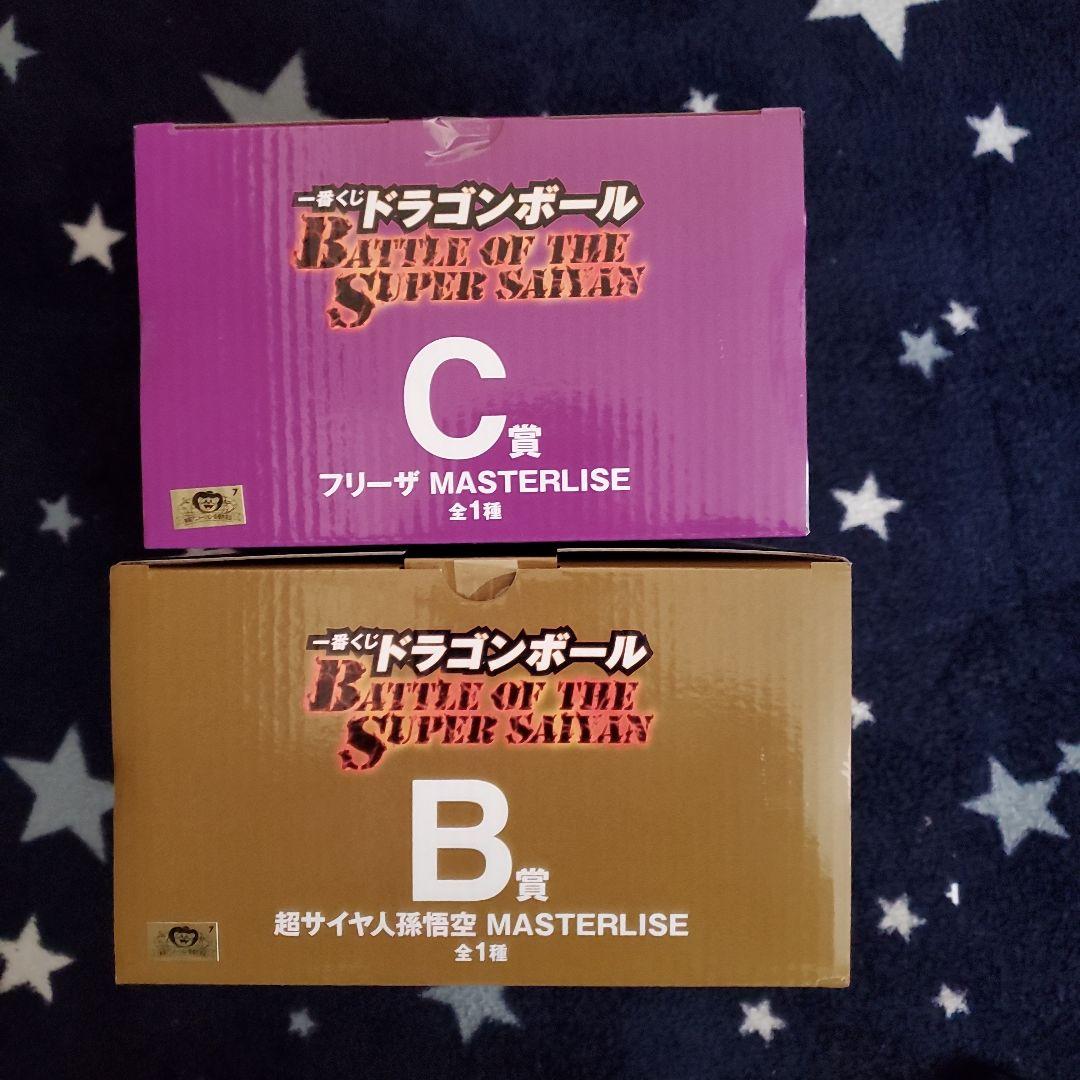 一番くじ ドラゴンボール
BATTLE OF THE
SUPER SAIYAN
C賞
フリーザ MASTERLISE
全1種
7
一番くじ ドラゴンボール
BATTLE OF THE
SUPER SAIYAN
B賞
超サイヤ人孫悟空 MASTERLISE
全1種
7